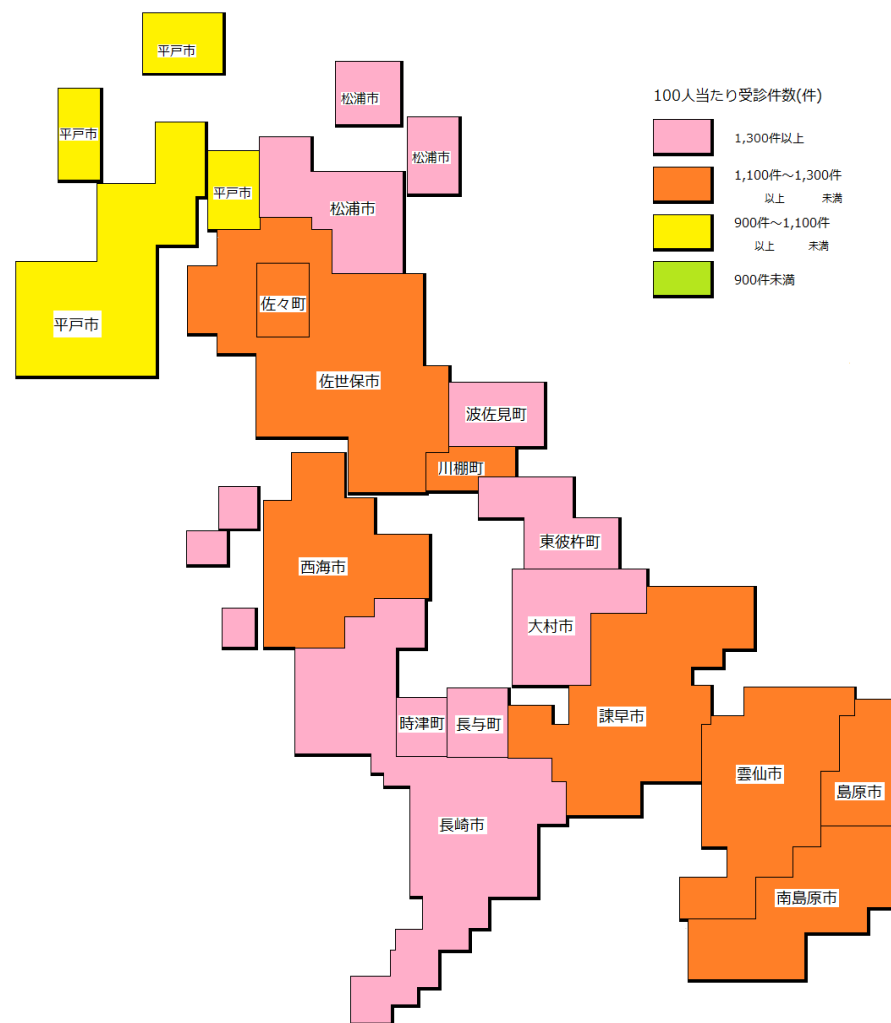 平戸市
松浦市
平戸市
松浦市
平戸市
松浦市
佐々町
平戸市
佐世保市
波佐見町
川棚町
東彼杵町
西海市
大村市
諫早市
時津町
長与町
雲仙市
島原市
長崎市
南島原市
100人当たり受診件数(件)
1,300件以上
1,100件～1,300件
以上 未満
900件～1,100件
以上 未満
900件未満